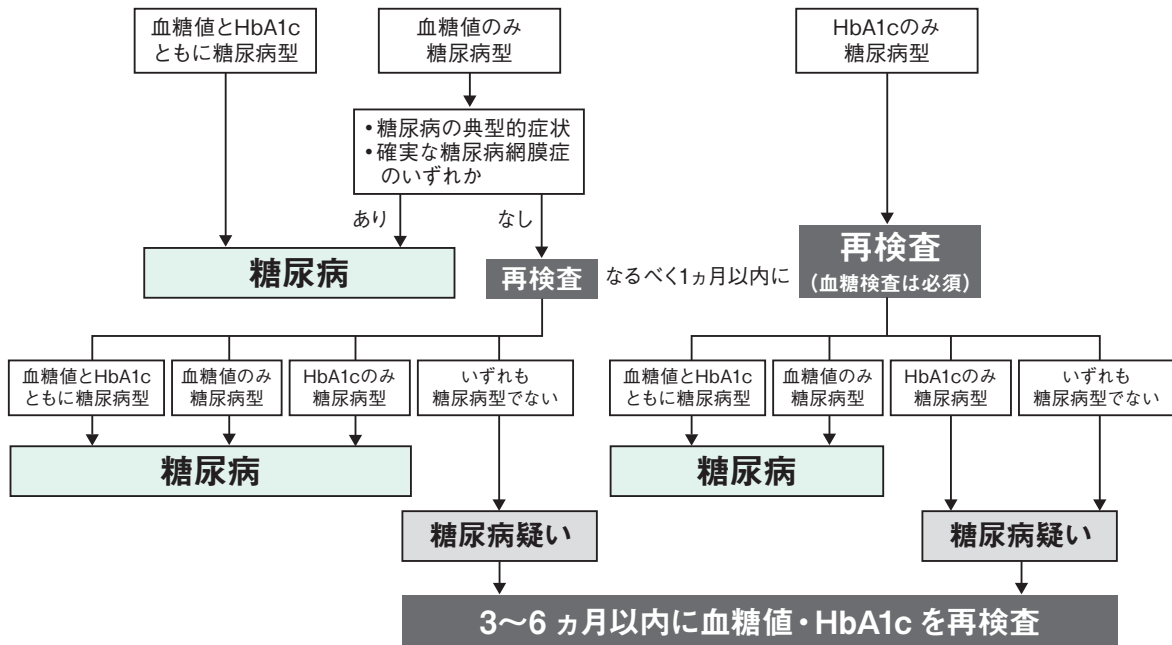 血糖値とHbA1c
ともに糖尿病型
血糖値のみ
糖尿病型
HbA1cのみ
糖尿病型
•糖尿病の典型的症状
•確実な糖尿病網膜症
のいずれか
あり
なし
糖尿病
再検査
なるべく1ヵ月以内に
再検査
(血糖検査は必須)
血糖値とHbA1c
ともに糖尿病型
血糖値のみ
糖尿病型
HbA1cのみ
糖尿病型
いずれも
糖尿病型でない
血糖値とHbA1c
ともに糖尿病型
血糖値のみ
糖尿病型
HbA1cのみ
糖尿病型
いずれも
糖尿病型でない
糖尿病
糖尿病
糖尿病疑い
糖尿病疑い
3〜6 ヵ月以内に血糖値・HbA1c を再検査